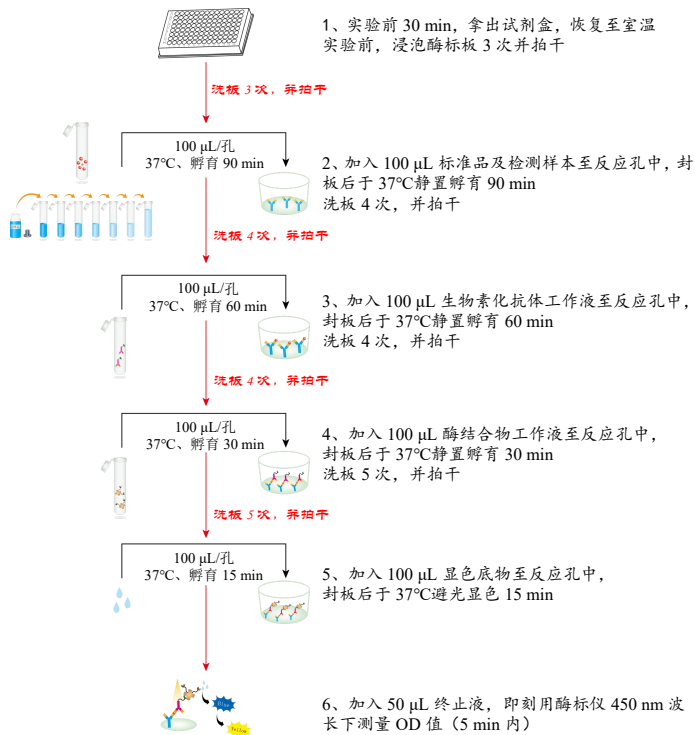 1、实验前 30 min，拿出试剂盒，恢复至室温
实验前，浸泡酶标板 3 次并拍干
洗板 3 次，并拍干
100 μL/孔
37℃、孵育 90 min
2、加入 100 μL 标准品及检测样本至反应孔中，封
板后于 37℃静置孵育 90 min
洗板 4 次，并拍干
洗板 4 次，并拍干
100 μL/孔
37℃、孵育 60 min
3、加入 100 μL 生物素化抗体工作液至反应孔中，
封板后于 37℃静置孵育 60 min
洗板 4 次，并拍干
洗板 4 次，并拍干
100 μL/孔
37℃、孵育 30 min
4、加入 100 μL 酶结合物工作液至反应孔中，
封板后于 37℃静置孵育 30 min
洗板 5 次，并拍干
洗板 5 次，并拍干
100 μL/孔
37℃、孵育 15 min
5、加入 100 μL 显色底物至反应孔中，
封板后于 37℃避光显色 15 min
Blue
Yellow
6、加入 50 μL 终止液，即刻用酶标仪 450 nm 波
长下测量 OD 值（5 min 内）